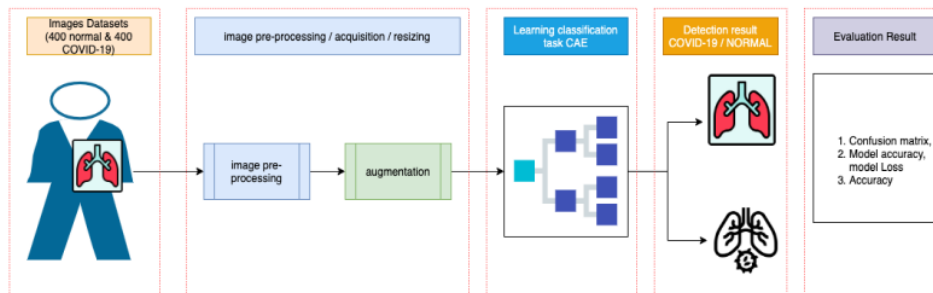 Images Datasets
(400 normal & 400
COVID-19)
image pre-processing / acquisition / resizing
Learning classification
task CAE
Detection result
COVID-19 / NORMAL
Evaluation Result
image pre-
processing
augmentation
1. Confusion matrix,
2. Model accuracy,
model Loss
3. Accuracy